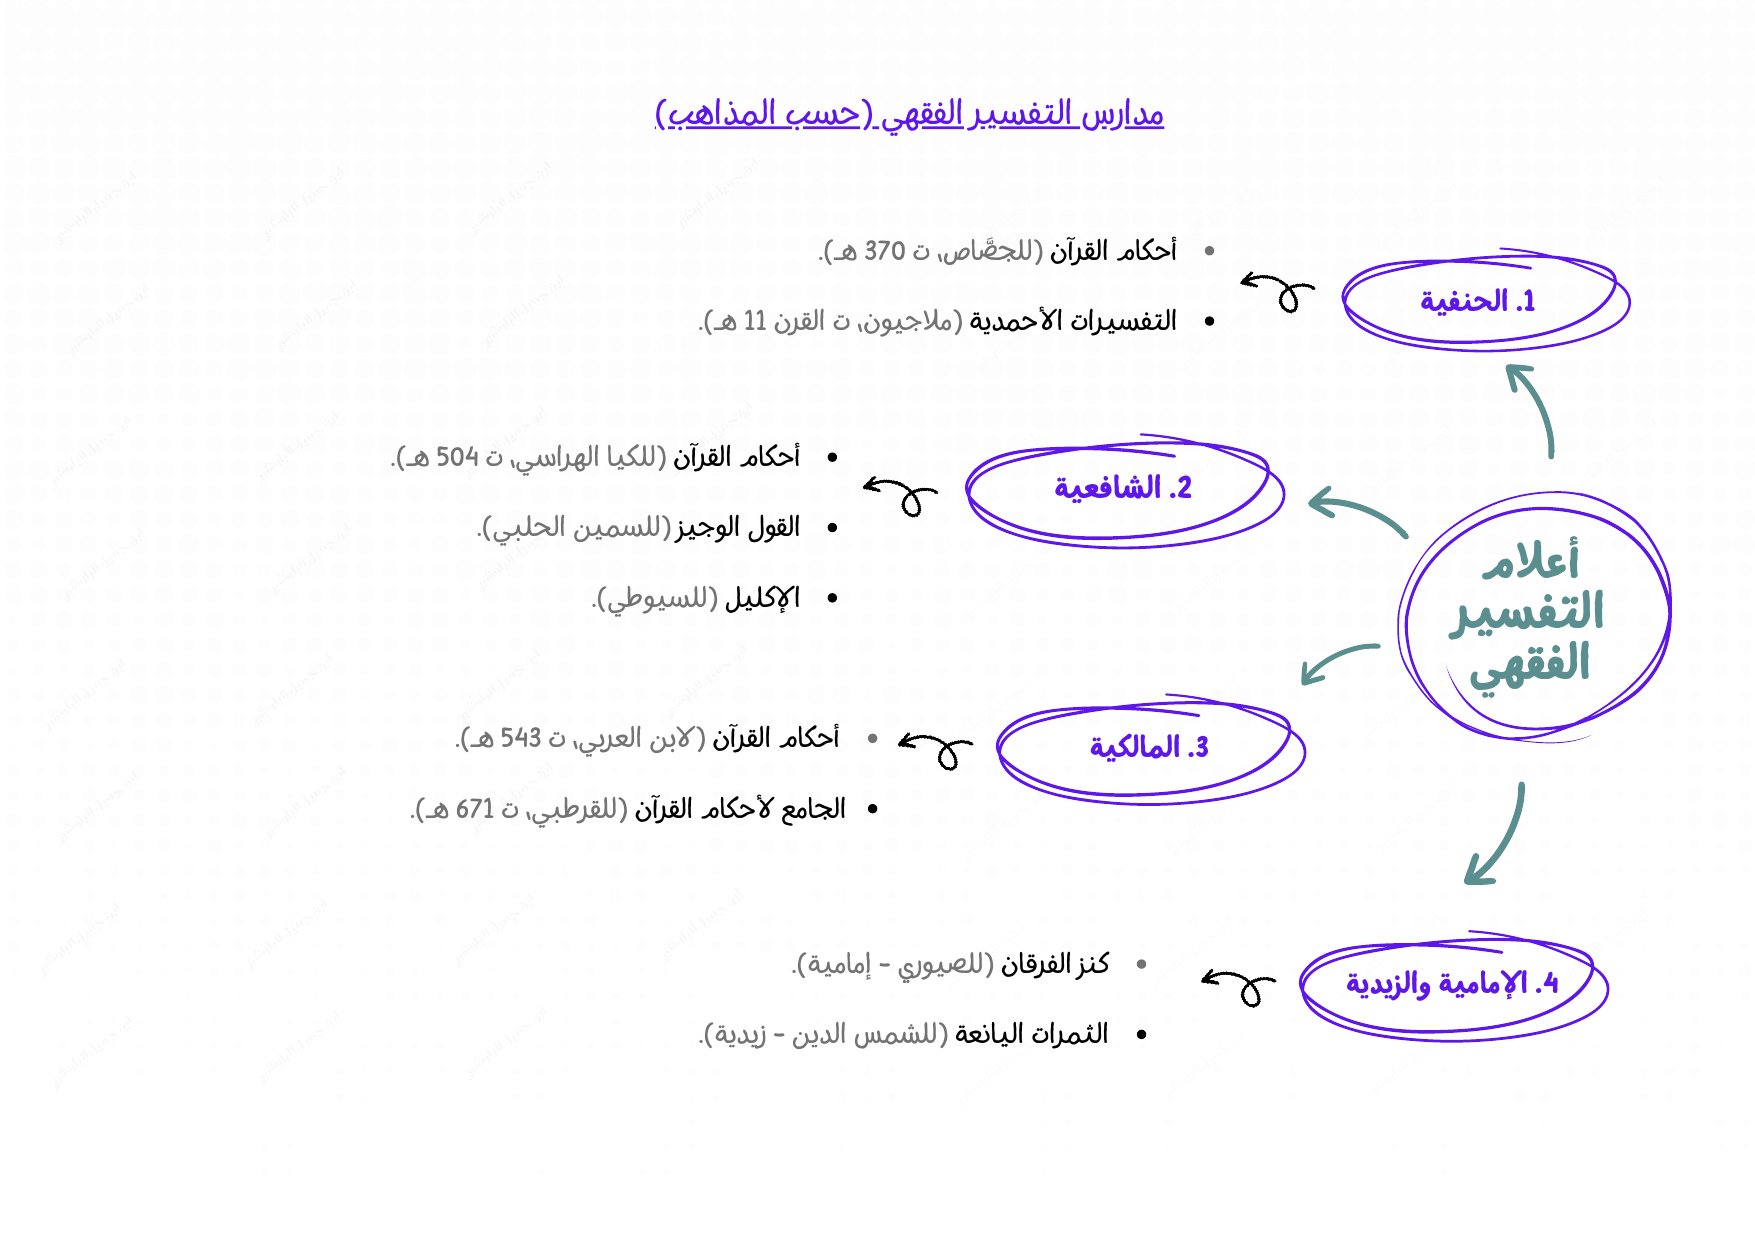 مدارس التفسير الفقهي (حسب المذاهب)
أعلام
التفسير
الفقهي
1. الحنفية
• أحكام القرآن (للجصَّاص، ت 370 هـ).
• التفسيرات الأحمدية (ملاجيون، ت القرن 11 هـ).
2. الشافعية
• أحكام القرآن (للكيا الهراسي، ت 504 هـ).
• القول الوجيز (للسمين الحلبي).
• الإكليل (للسيوطي).
3. المالكية
• أحكام القرآن (لابن العربي، ت 543 هـ).
• الجامع لأحكام القرآن (للقرطبي، ت 671 هـ).
4. الإمامية والزيدية
• كنز الفرقان (للصيوري - إمامية).
• الثمرات اليانعة (للشمس الدين - زيدية).